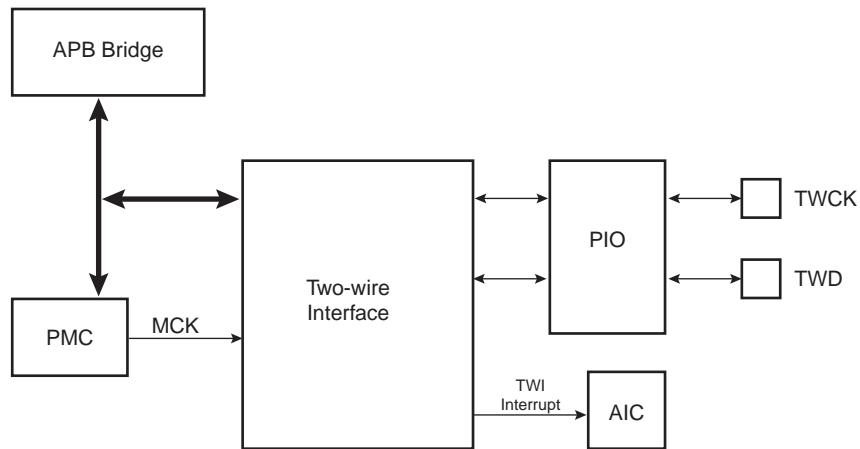 APB Bridge
TWCK
PIO
Two-wire
Interface
TWD
MCK
PMC
TWI
Interrupt
AIC